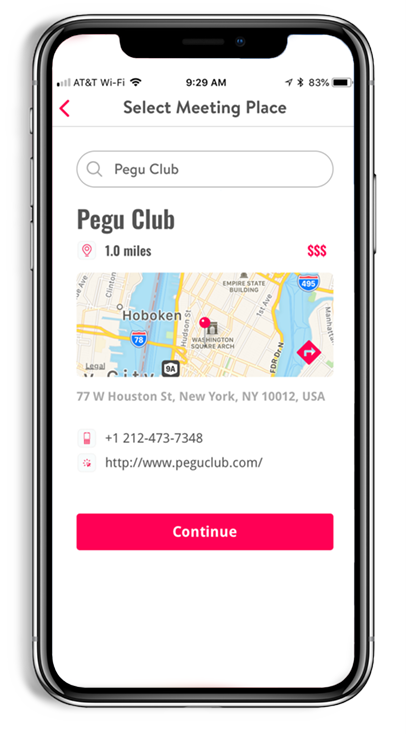 AT&T Wi-Fi 9:29 AM 83%
Select Meeting Place
Pegu Club
Pegu Club
1.0 miles $$$
EMPIRE STATE
BUILDING
495
Clinton
1st Ave
Manhattan
Hoboken
Hudson St
WASHINGTON
SQUARE ARCH
78
FDR Dr N
Legal
9A
77 W Houston St, New York, NY 10012, USA
+1 212-473-7348
http://www.peguclub.com/
Continue